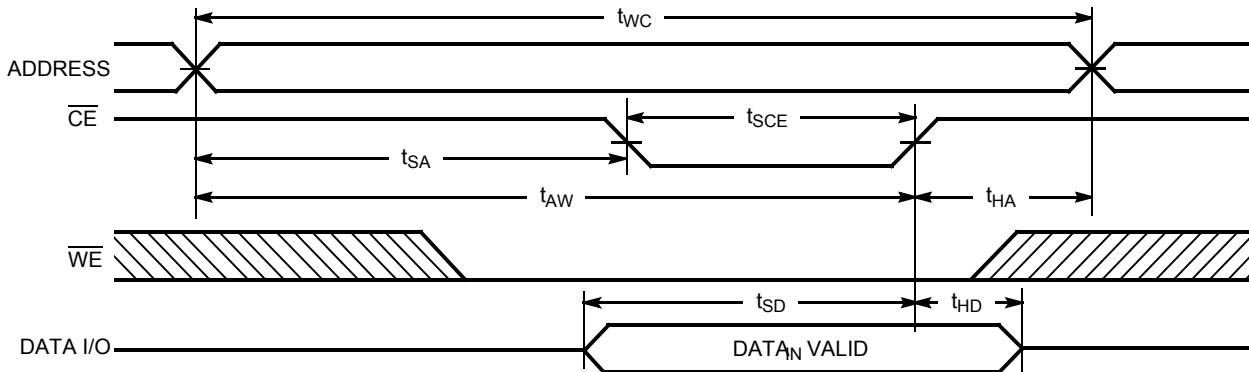 tWC
ADDRESS
CE
tSCE
tSA
tAW
tHA
WE
tSD
tHD
DATA I/O
DATAIN VALID